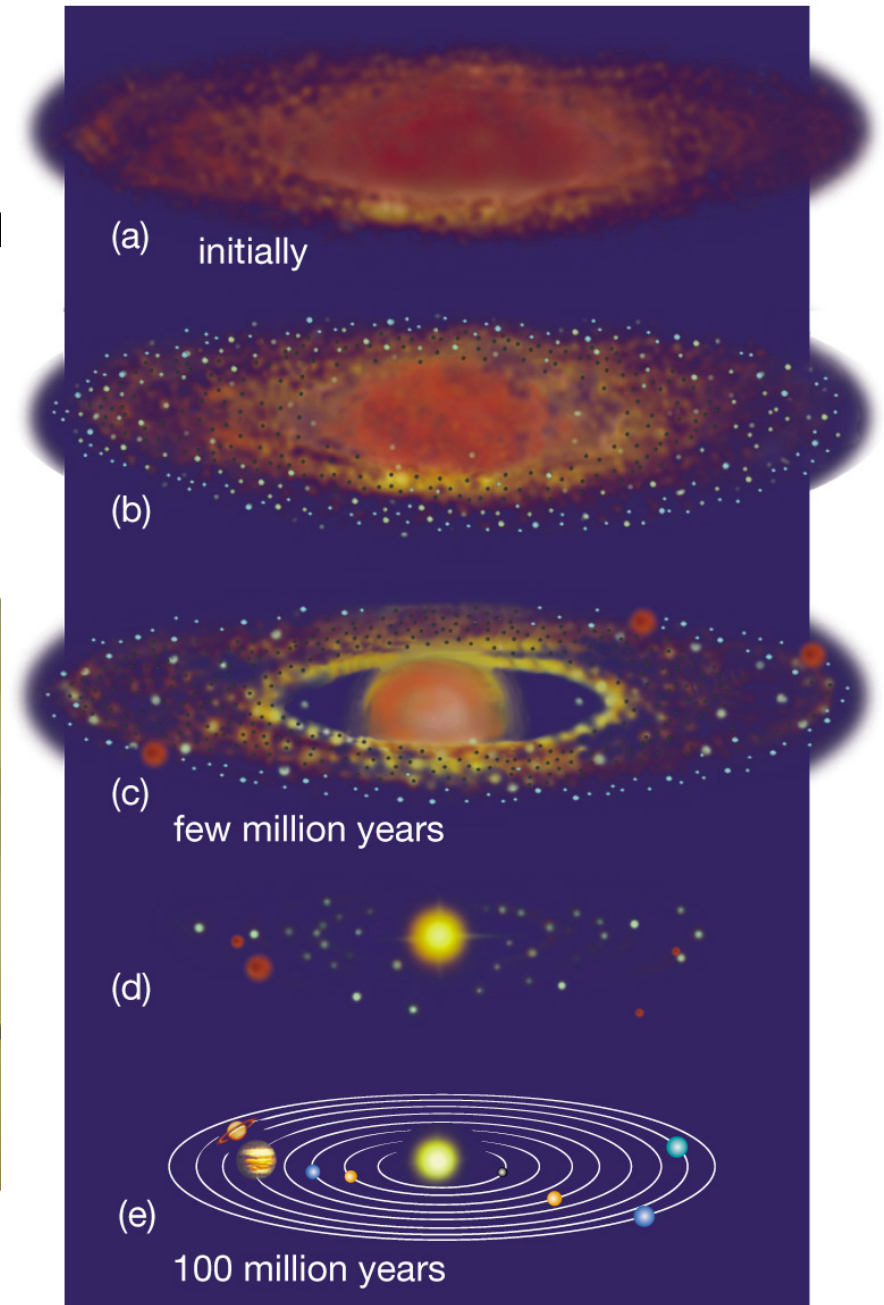 (a)
initially
(b)
(c)
few million years
(d)
(e)
100 million years